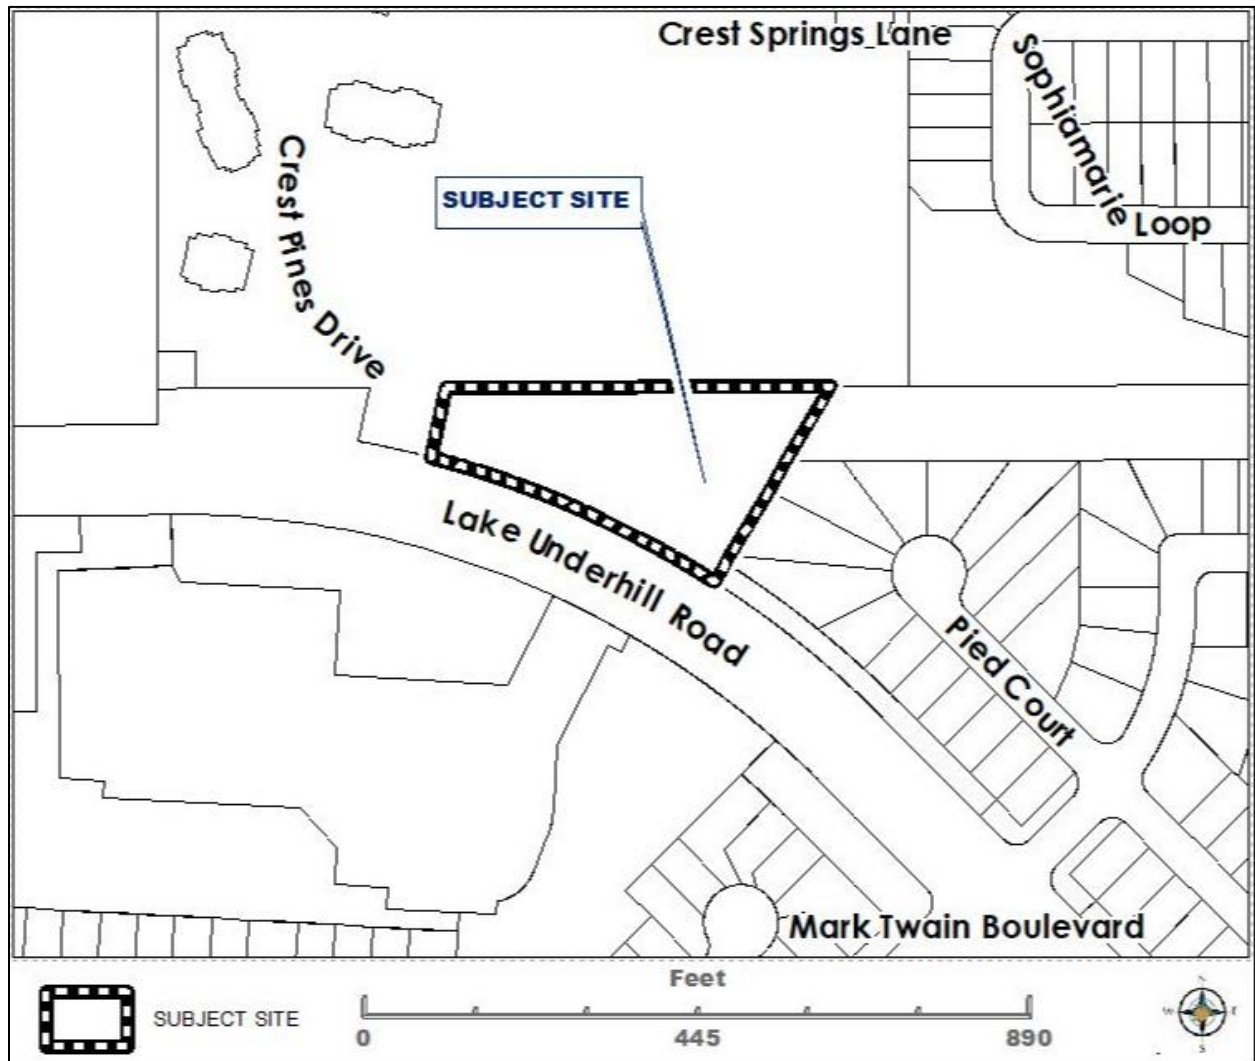 Crest Springs Lane
Sophiamarie
Loop
Crest Pines Drive
SUBJECT SITE
Lake Underhill Road
Pied Court
Mark Twain Boulevard
SUBJECT SITE
Feet
0 445 890
N
W E
S